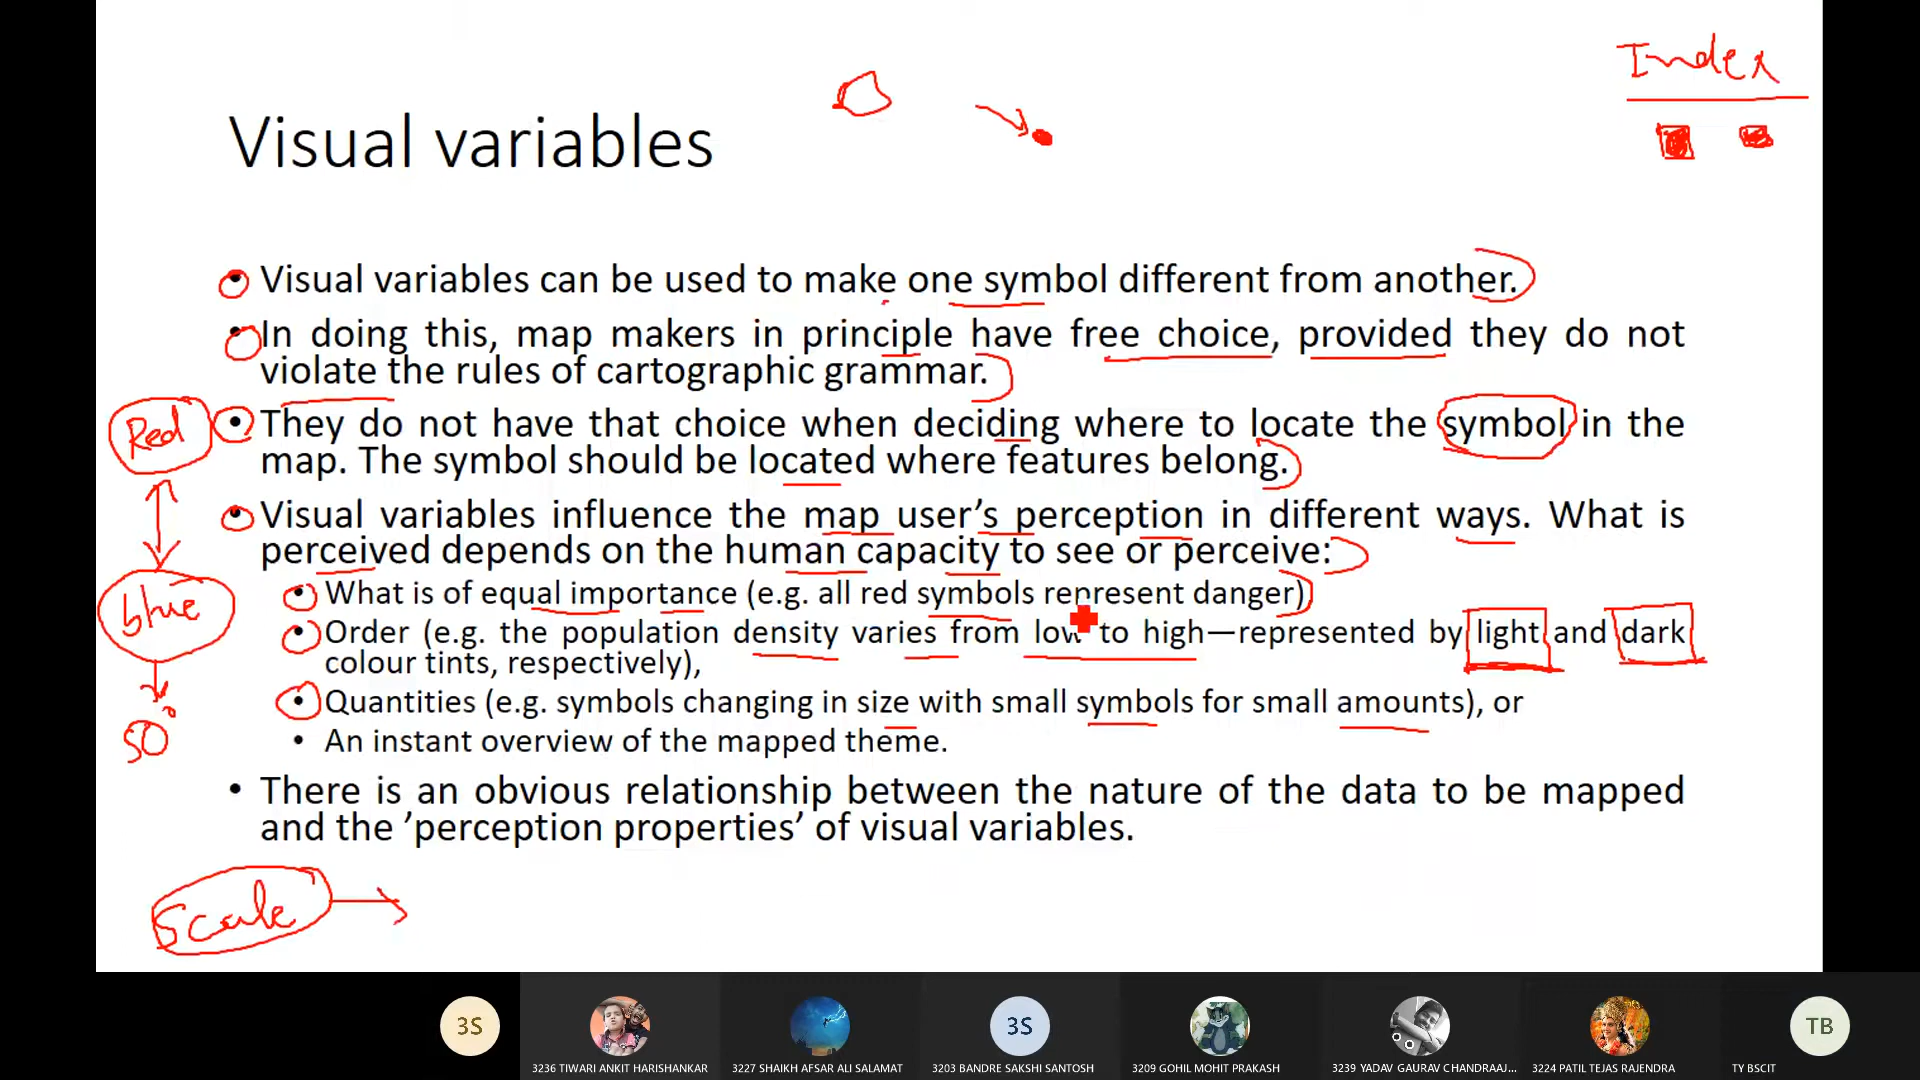 Index
Visual variables
• Visual variables can be used to make one symbol different from another.
• In doing this, map makers in principle have free choice, provided they do not
violate the rules of cartographic grammar.
Red
• They do not have that choice when deciding where to locate the symbol in the
map. The symbol should be located where features belong.
• Visual variables influence the map user’s perception in different ways. What is
perceived depends on the human capacity to see or perceive:
blue
• What is of equal importance (e.g. all red symbols represent danger)
• Order (e.g. the population density varies from low to high—represented by light and dark
colour tints, respectively),
• Quantities (e.g. symbols changing in size with small symbols for small amounts), or
50°
• An instant overview of the mapped theme.
• There is an obvious relationship between the nature of the data to be mapped
and the ’perception properties’ of visual variables.
Scale
3S
3S
TB
3236 TIWARI ANKIT HARISHANKAR
3227 SHAIKH AFSAR ALI SALAMAT
3203 BANDRE SAKSHI SANTOSH
3209 GOHIL MOHIT PRAKASH
3239 YADAV GAURAV CHANDRAAJ...
3224 PATIL TEJAS RAJENDRA
TY BSCIT